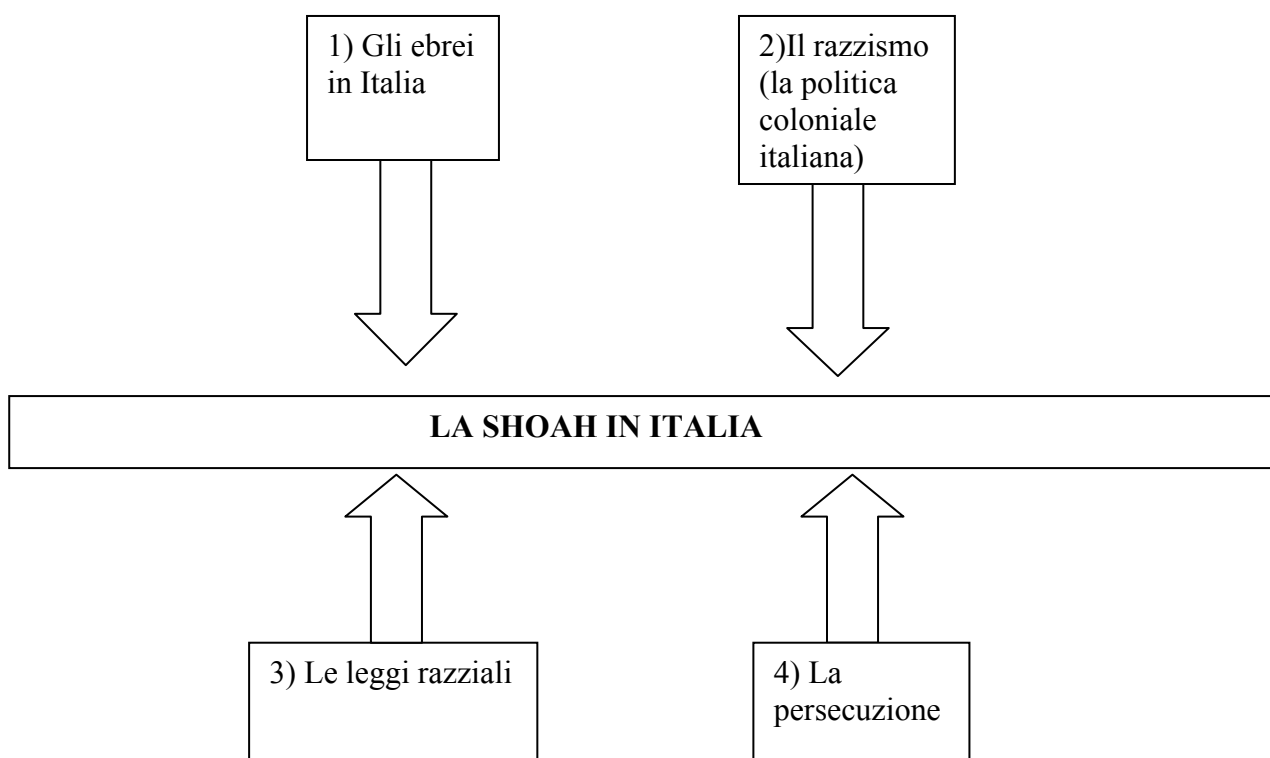 1) Gli ebrei
in Italia
2)Il razzismo
(la politica
coloniale
italiana)
LA SHOAH IN ITALIA
3) Le leggi razziali
4) La
persecuzione